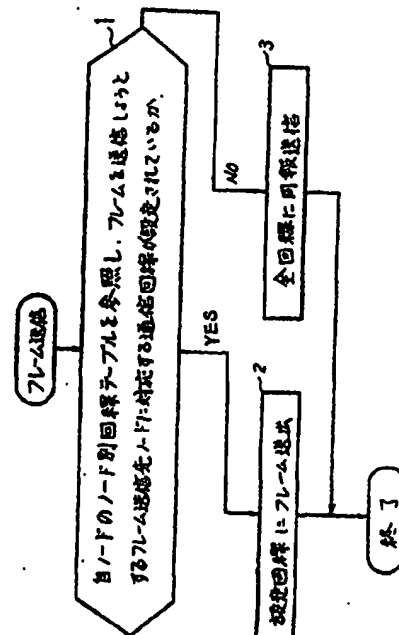 フレーム送信
1
自ノードのノード別回線テーブルを参照し、フレームを送信しようと
するフレーム送信先ノードに対応する通信回線が設定されているか.
YES
NO
2
設定回線にフレーム送出
3
全回線に同報送信
終了